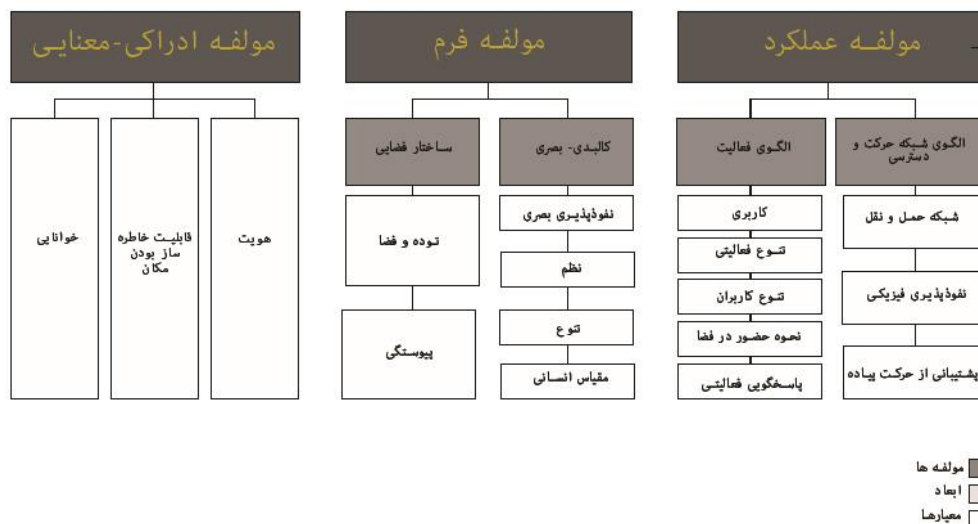 مولفه عملکرد
الگوی شبکه حرکت و
دسترسی
شبکه حمل و نقل
نفوذپذیری فیزیکی
پشتیبانی از حرکت پیاده
الگوی فعالیت
کاربری
تنوع فعالیتی
تنوع کاربران
نحوه حضور در فضا
پاسخگویی فعالیتی
مولفه فرم
کالبدی- بصری
نفوذپذیری بصری
نظم
تنوع
مقیاس انسانی
ساختار فضایی
توده و فضا
پیوستگی
مولفه ادراکی-معنایی
هویت
قابلیت خاطره
ساز بودن
مکان
خوانایی
مولفه ها
ابعاد
معیارها